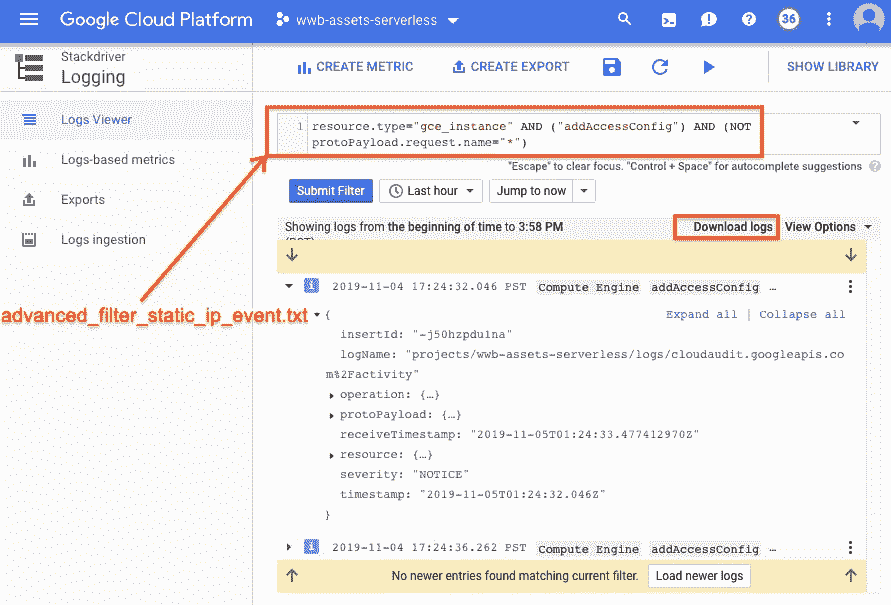 Google Cloud Platform
wwb-assets-serverless
36
Stackdriver
Logging
CREATE METRIC
CREATE EXPORT
SHOW LIBRARY
Logs Viewer
Logs-based metrics
Exports
Logs ingestion
1
resource.type="gce_instance" AND ("addAccessConfig") AND (NOT
protoPayload.request.name="*")
"Escape" to clear focus. "Control + Space" for autocomplete suggestions
Submit Filter
Last hour
Jump to now
Showing logs from the beginning of time to 3:58 PM
Download logs
View Options
2019-11-04 17:24:32.046 PST Compute Engine addAccessConfig …
advanced_filter_static_ip_event.txt
{
Expand all | Collapse all
insertId: "-j50hzpdu1na"
logName: "projects/wwb-assets-serverless/logs/cloudaudit.googleapis.co
m%2Factivity"
operation: {…}
protoPayload: {…}
receiveTimestamp: "2019-11-05T01:24:33.477412970Z"
resource: {…}
severity: "NOTICE"
timestamp: "2019-11-05T01:24:32.046Z"
}
2019-11-04 17:24:36.262 PST Compute Engine addAccessConfig …
No newer entries found matching current filter.
Load newer logs